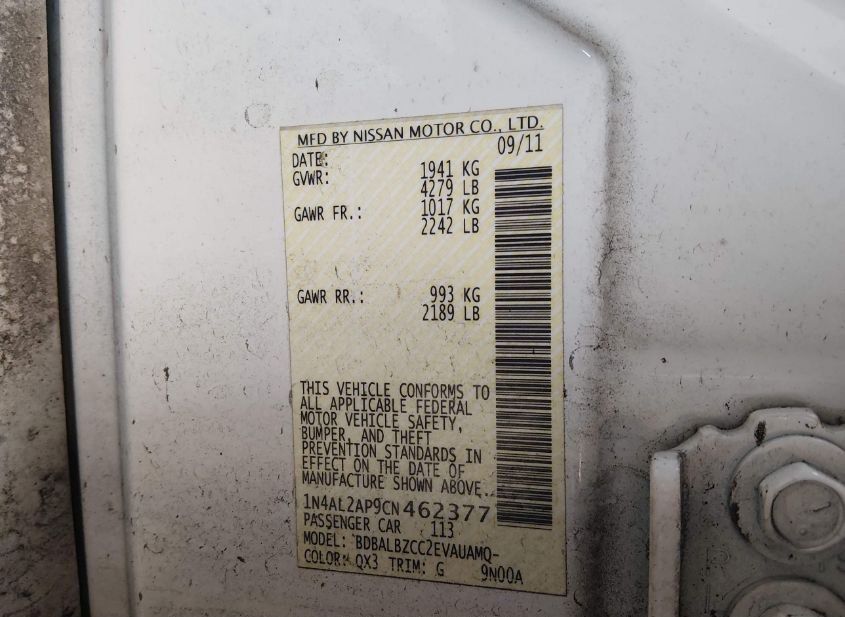 MFD BY NISSAN MOTOR CO., LTD.
DATE: 09/11
GVWR: 1941 KG
4279 LB
GAWR FR.: 1017 KG
2242 LB
GAWR RR.: 993 KG
2189 LB
THIS VEHICLE CONFORMS TO
ALL APPLICABLE FEDERAL
MOTOR VEHICLE SAFETY,
BUMPER, AND THEFT
PREVENTION STANDARDS IN
EFFECT ON THE DATE OF
MANUFACTURE SHOWN ABOVE.
1N4AL2AP9CN462377
PASSENGER CAR 113
MODEL: BDBALBZCC2EVAUAMQ-
COLOR: QX3 TRIM: G 9N00A